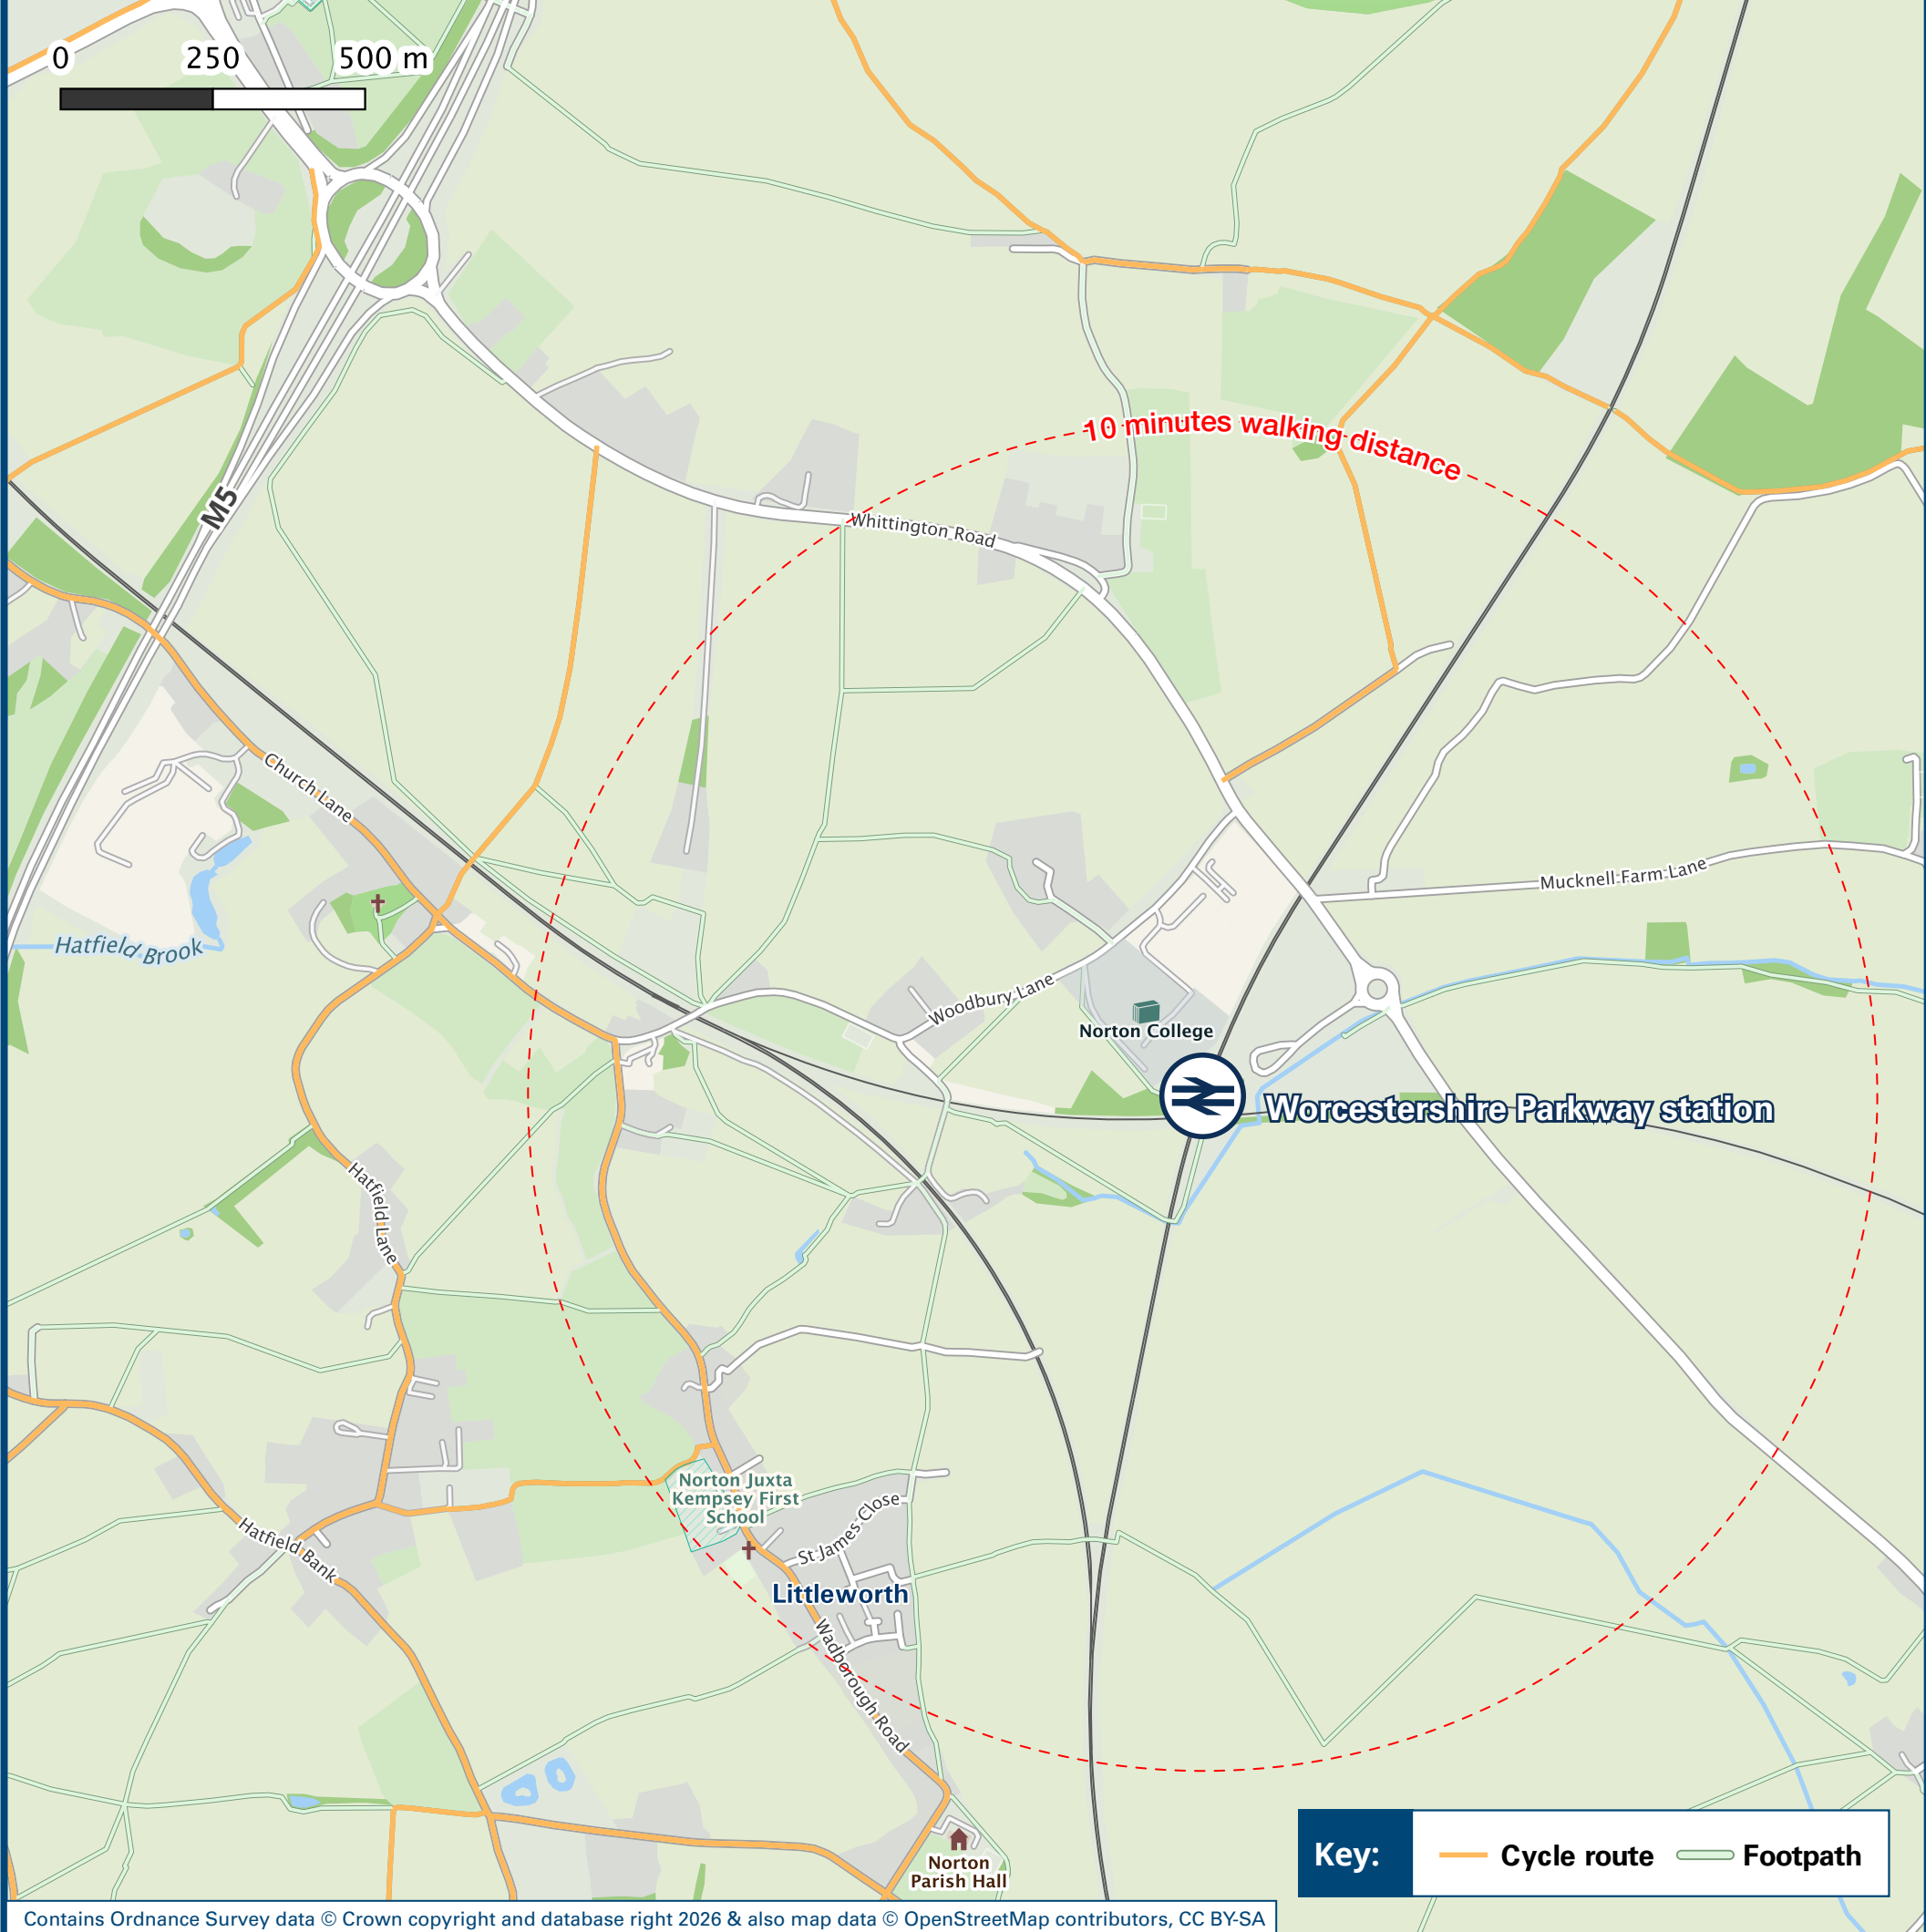 0 250 500 m
10 minutes walking distance
M5
Whittington Road
Church Lane
Mucknell Farm Lane
Hatfield Brook
Woodbury Lane
Norton College
Worcestershire Parkway station
Hatfield Lane
Norton Juxta
Kempsey First
School
St James Close
Hatfield Bank
Littleworth
Wadborough Road
Norton
Parish Hall
Key: Cycle route Footpath
Contains Ordnance Survey data © Crown copyright and database right 2026 & also map data © OpenStreetMap contributors, CC BY-SA